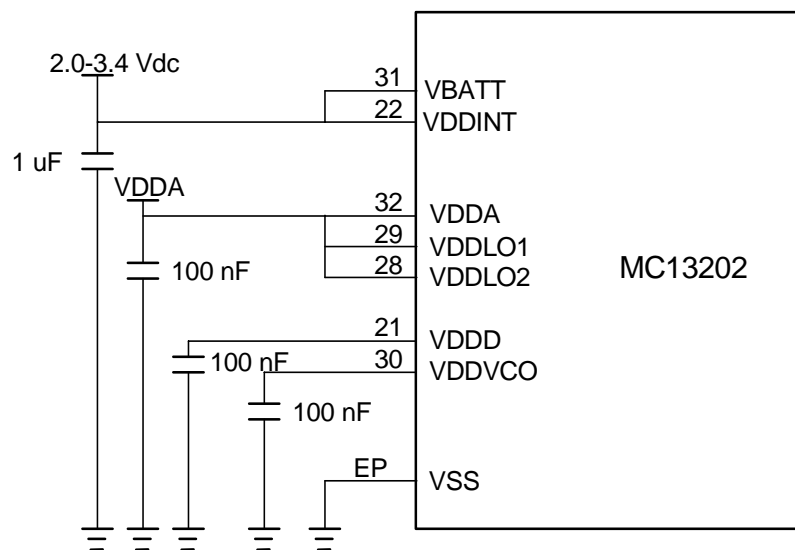 2.0-3.4 Vdc
31 VBATT
22 VDDINT
1 uF
VDDA
32 VDDA
29 VDDLO1
100 nF
28 VDDLO2
MC13202
21 VDDD
100 nF
30 VDDVCO
100 nF
EP VSS